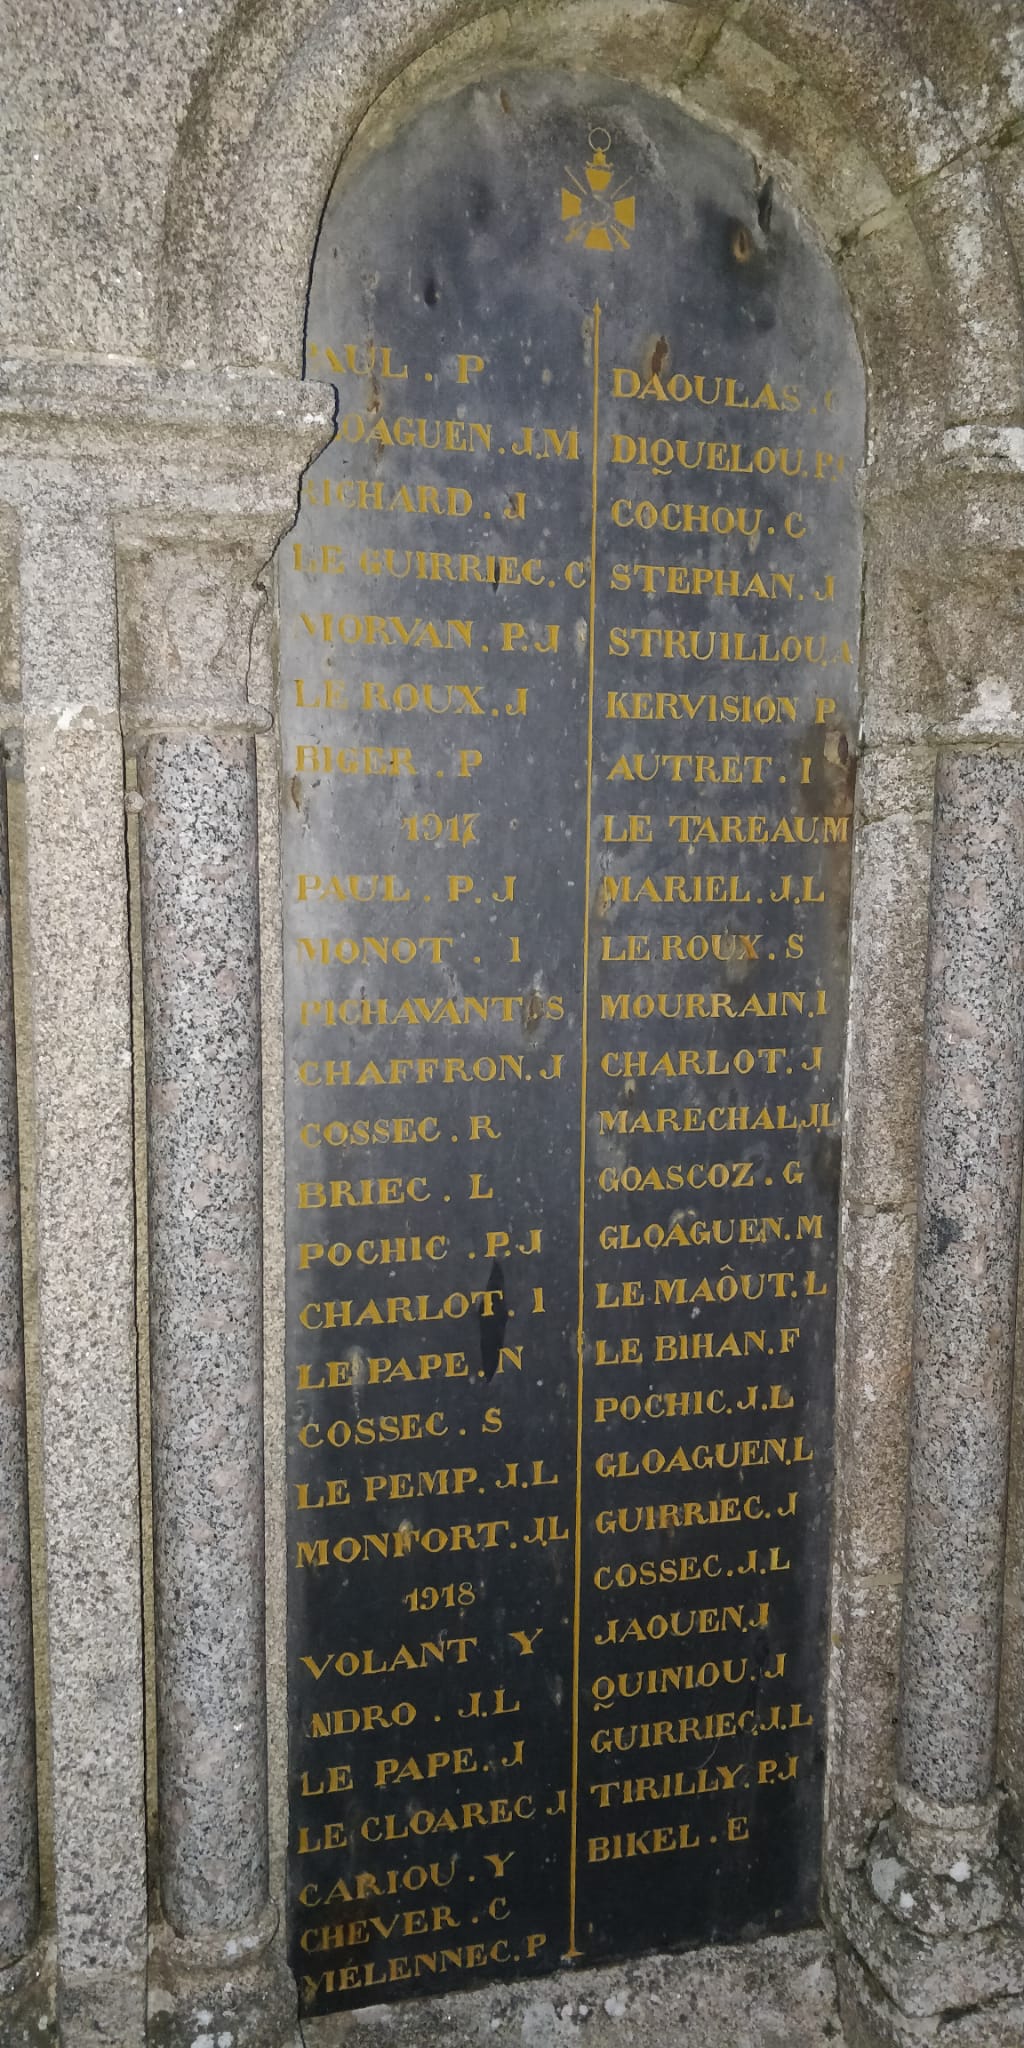 PAUL . P
GLOAGUEN . J.M
RICHARD . J
LE GUIRRIEC . C
MORVAN . P.J
LE ROUX . J
BIGER . P
1917
PAUL . P.J
MONOT . I
PICHAVANT . S
CHAFFRON . J
COSSEC . R
BRIEC . L
POCHIC . P.J
CHARLOT . I
LE PAPE . N
COSSEC . S
LE PEMP . J.L
MONFORT . J.L
1918
VOLANT Y
ANDRO . J.L
LE PAPE . J
LE CLOAREC J
CARIOU . Y
CHEVER . C
MÉLENNEC . P
DAOULAS .
DIQUELOU . P
COCHOU . C
STEPHAN . J
STRUILLOU . A
KERVISION P
AUTRET . I
LE TAREAU . M
MARIEL . J.L
LE ROUX . S
MOURRAIN . I
CHARLOT . J
MARECHAL J.L
GOASCOZ . G
GLOAGUEN . M
LE MAÔUT . L
LE BIHAN . F
POCHIC . J.L
GLOAGUEN . L
GUIRRIEC . J
COSSEC . J.L
JAOUEN . J
QUINIOU . J
GUIRRIEC . J.L
TIRILLY . P.J
BIKEL . E